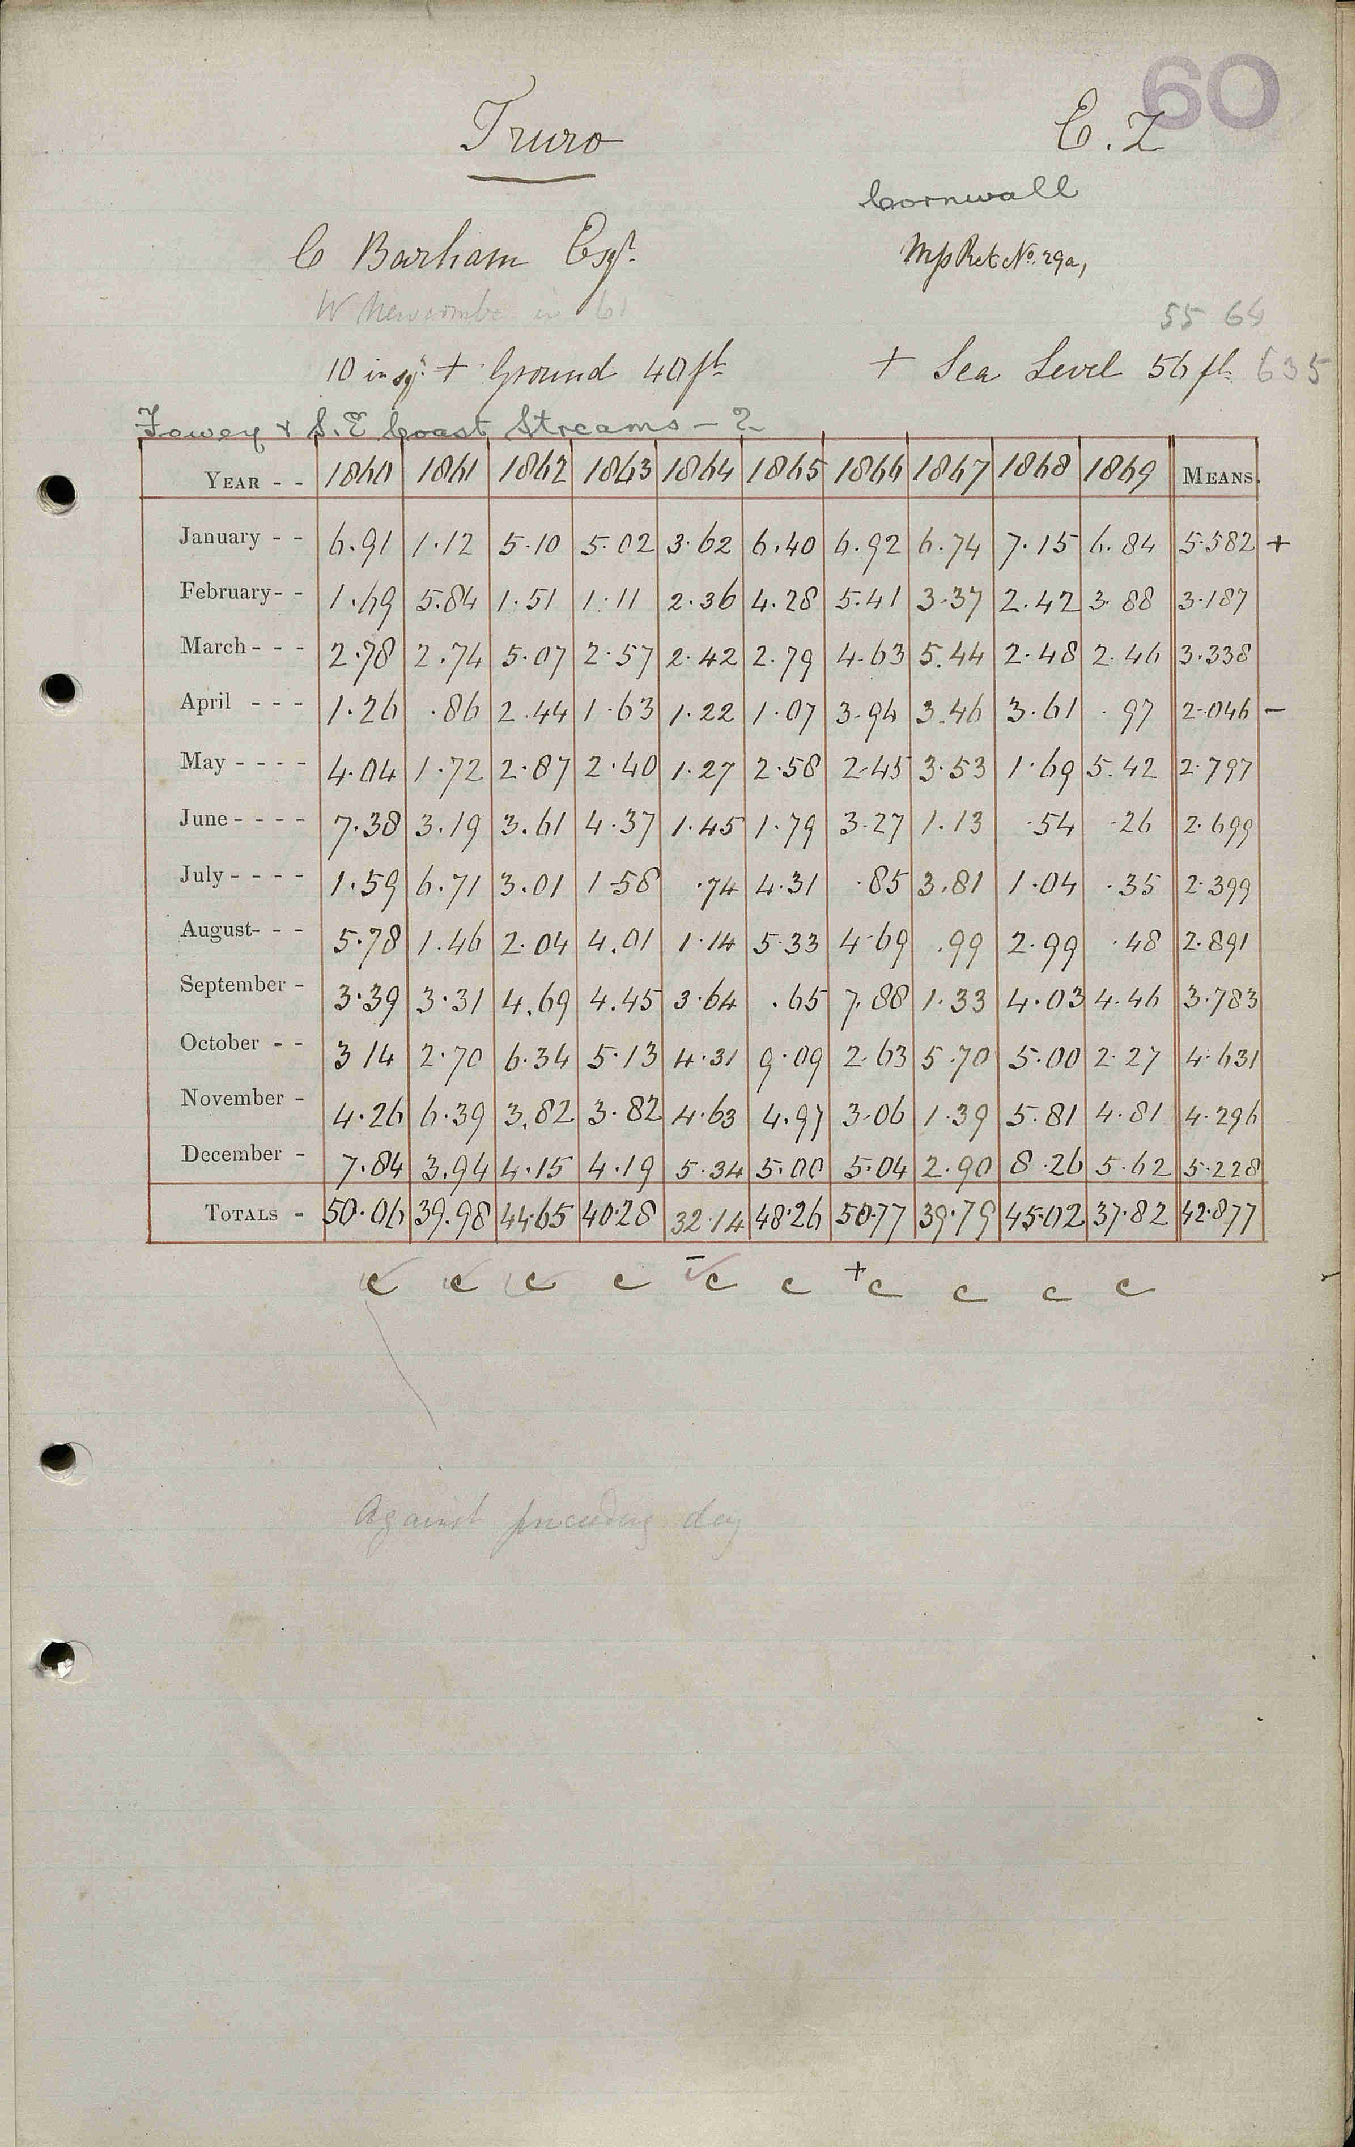 60
Truro C.Z
Cornwall
C Barham Esqr.
Mp Ret No. 29a,
W Newcombe in 61
55 64
10 in sq. + Ground 40 ft + Sea Level 56 ft. 635
Fowey & S.E Coast Streams - 2
YEAR - - 1860 1861 1862 1863 1864 1865 1866 1867 1868 1869 MEANS.
January - - 6.91 1.12 5.10 5.02 3.62 6.40 6.92 6.74 7.15 6.84 5.582 +
February - - 1.69 5.84 1.51 1.11 2.36 4.28 5.41 3.37 2.42 3.88 3.187
March - - - 2.78 2.74 5.07 2.57 2.42 2.79 4.63 5.44 2.48 2.46 3.338
April - - - 1.26 .86 2.44 1.63 1.22 1.07 3.94 3.46 3.61 .97 2.046 -
May - - - - 4.04 1.72 2.87 2.40 1.27 2.58 2.45 3.53 1.69 5.42 2.797
June - - - - 7.38 3.19 3.61 4.37 1.45 1.79 3.27 1.13 .54 .26 2.699
July - - - - 1.59 6.71 3.01 1.58 .74 4.31 .85 3.81 1.04 .35 2.399
August - - - 5.78 1.46 2.04 4.01 1.14 5.33 4.69 .99 2.99 .48 2.891
September - 3.39 3.31 4.69 4.45 3.64 .65 7.88 1.33 4.03 4.46 3.783
October - - 3 14 2.70 6.34 5.13 4.31 9.09 2.63 5.70 5.00 2.27 4.631
November - 4.26 6.39 3.82 3.82 4.63 4.97 3.06 1.39 5.81 4.81 4.296
December - 7.84 3.94 4.15 4.19 5.34 5.00 5.04 2.90 8.26 5.62 5.228
TOTALS - 50.06 39.98 44.65 40.28 32.14 48.26 50.77 39.79 45.02 37.82 42.877
c c c c - c c + c c c c
Against preceding day